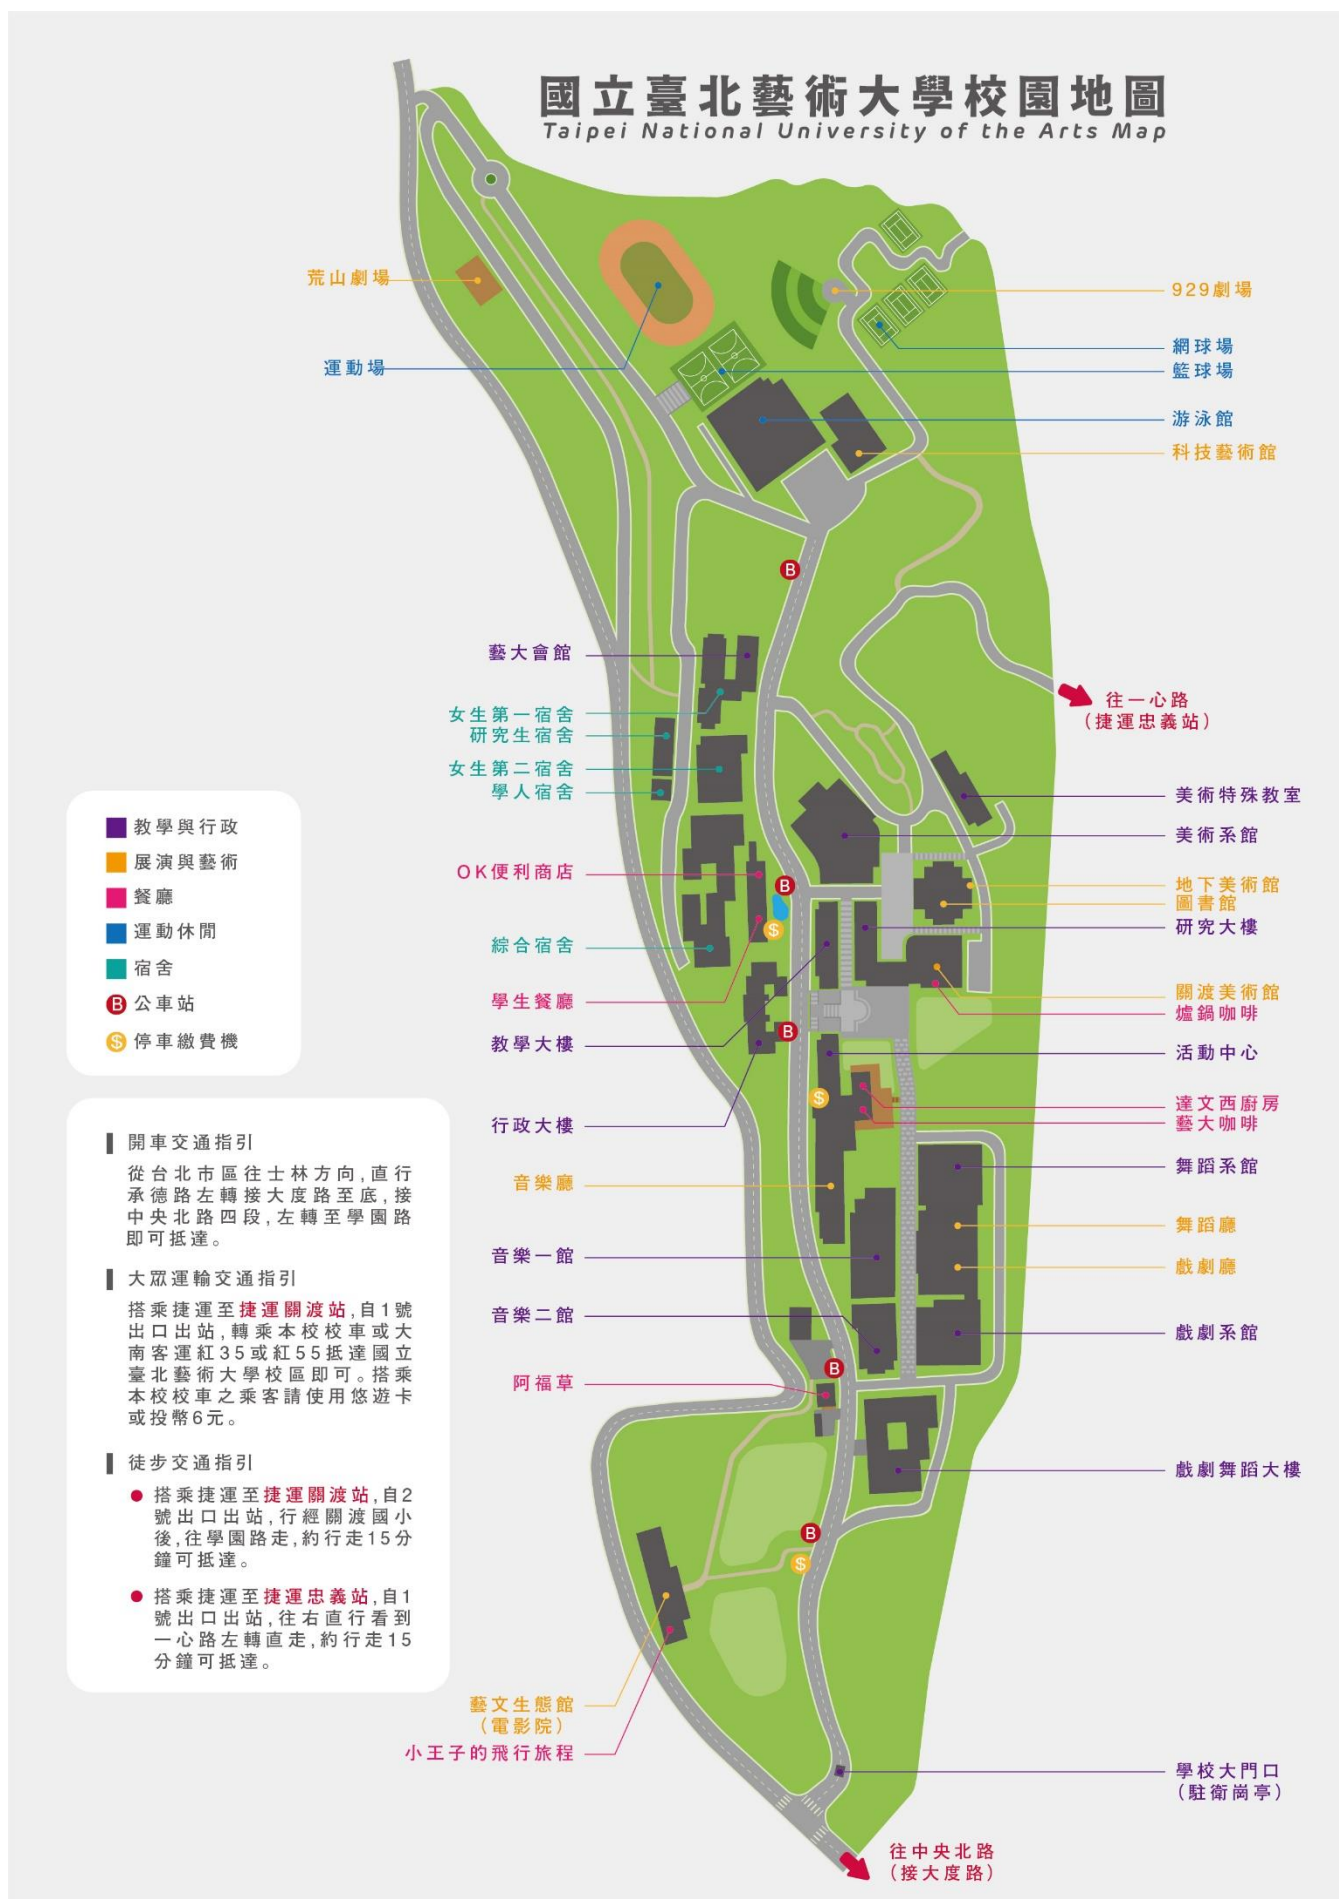 國立臺北藝術大學校園地圖
Taipei National University of the Arts Map
荒山劇場
運動場
929劇場
網球場
籃球場
游泳館
科技藝術館
B
藝大會館
女生第一宿舍
研究生宿舍
女生第二宿舍
學人宿舍
往一心路
(捷運忠義站)
美術特殊教室
美術系館
OK便利商店
B
$
綜合宿舍
學生餐廳
教學大樓
行政大樓
B
$
地下美術館
圖書館
研究大樓
關渡美術館
爐鍋咖啡
活動中心
達文西廚房
藝大咖啡
舞蹈系館
舞蹈廳
戲劇廳
戲劇系館
音樂廳
音樂一館
音樂二館
阿福草
B
戲劇舞蹈大樓
B
$
藝文生態館
(電影院)
小王子的飛行旅程
學校大門口
(駐衛崗亭)
往中央北路
(接大度路)
教學與行政
展演與藝術
餐廳
運動休閒
宿舍
B 公車站
$ 停車繳費機
開車交通指引
從台北市區往士林方向,直行
承德路左轉接大度路至底,接
中央北路四段,左轉至學園路
即可抵達。
大眾運輸交通指引
搭乘捷運至捷運關渡站,自1號
出口出站,轉乘本校校車或大
南客運紅35或紅55抵達國立
臺北藝術大學校區即可。搭乘
本校校車之乘客請使用悠遊卡
或投幣6元。
徒步交通指引
搭乘捷運至捷運關渡站,自2
號出口出站,行經關渡國小
後,往學園路走,約行走15分
鐘可抵達。
搭乘捷運至捷運忠義站,自1
號出口出站,往右直行看到
一心路左轉直走,約行走15
分鐘可抵達。